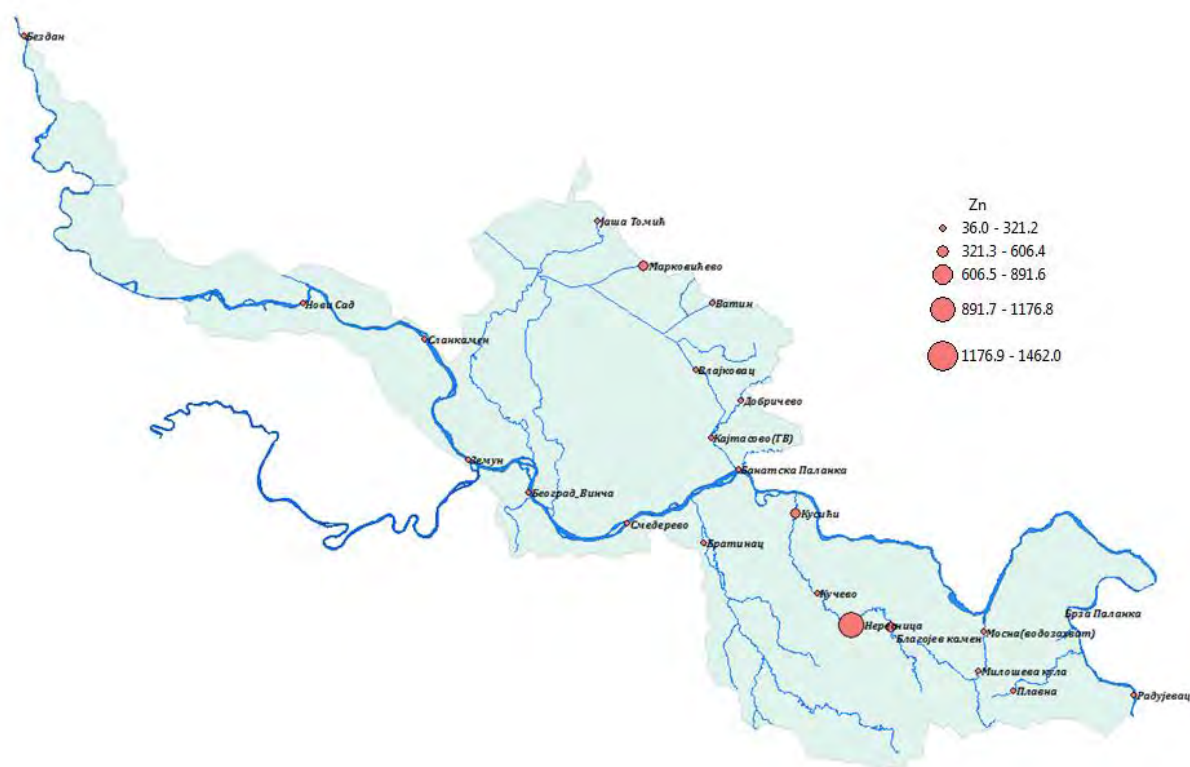 Бездан
Јаша Томић
Zn
36.0 - 321.2
321.3 - 606.4
Марковићево
606.5 - 891.6
Нови Сад
Ватин
891.7 - 1176.8
Сланкамен
1176.9 - 1462.0
Влајковац
Добричево
Кајтасово(ГВ)
Земун
Банатска Паланка
Београд_Винча
Кусићи
Смедерево
Братинац
Кучево
Брза Паланка
Нересница
Мосна(водозахват)
Благојев камен
Милошева кула
Плавна
Радујевац